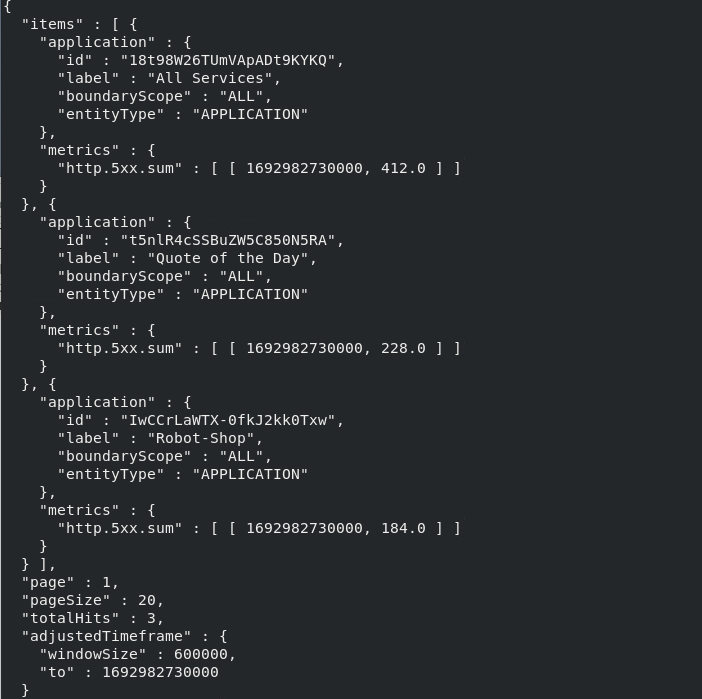 {
  "items" : [ {
    "application" : {
      "id" : "18t98W26TUmVApADt9KYKQ",
      "label" : "All Services",
      "boundaryScope" : "ALL",
      "entityType" : "APPLICATION"
    },
    "metrics" : {
      "http.5xx.sum" : [ [ 1692982730000, 412.0 ] ]
    }
  }, {
    "application" : {
      "id" : "t5nlR4cSSBuZW5C850N5RA",
      "label" : "Quote of the Day",
      "boundaryScope" : "ALL",
      "entityType" : "APPLICATION"
    },
    "metrics" : {
      "http.5xx.sum" : [ [ 1692982730000, 228.0 ] ]
    }
  }, {
    "application" : {
      "id" : "IwCCrLaWTX-0fkJ2kk0Txw",
      "label" : "Robot-Shop",
      "boundaryScope" : "ALL",
      "entityType" : "APPLICATION"
    },
    "metrics" : {
      "http.5xx.sum" : [ [ 1692982730000, 184.0 ] ]
    }
  } ],
  "page" : 1,
  "pageSize" : 20,
  "totalHits" : 3,
  "adjustedTimeframe" : {
    "windowSize" : 600000,
    "to" : 1692982730000
  }